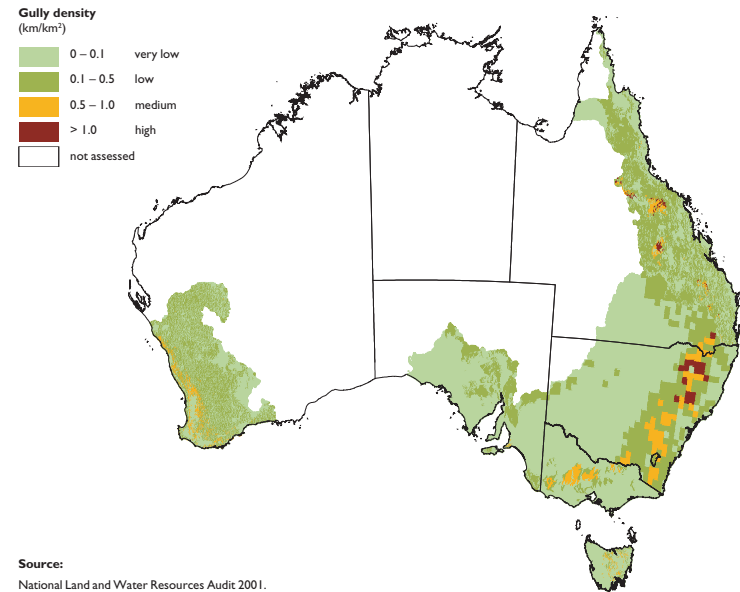 Gully density
(km/km²)
0 – 0.1 very low
0.1 – 0.5 low
0.5 – 1.0 medium
> 1.0 high
not assessed
Source:
National Land and Water Resources Audit 2001.